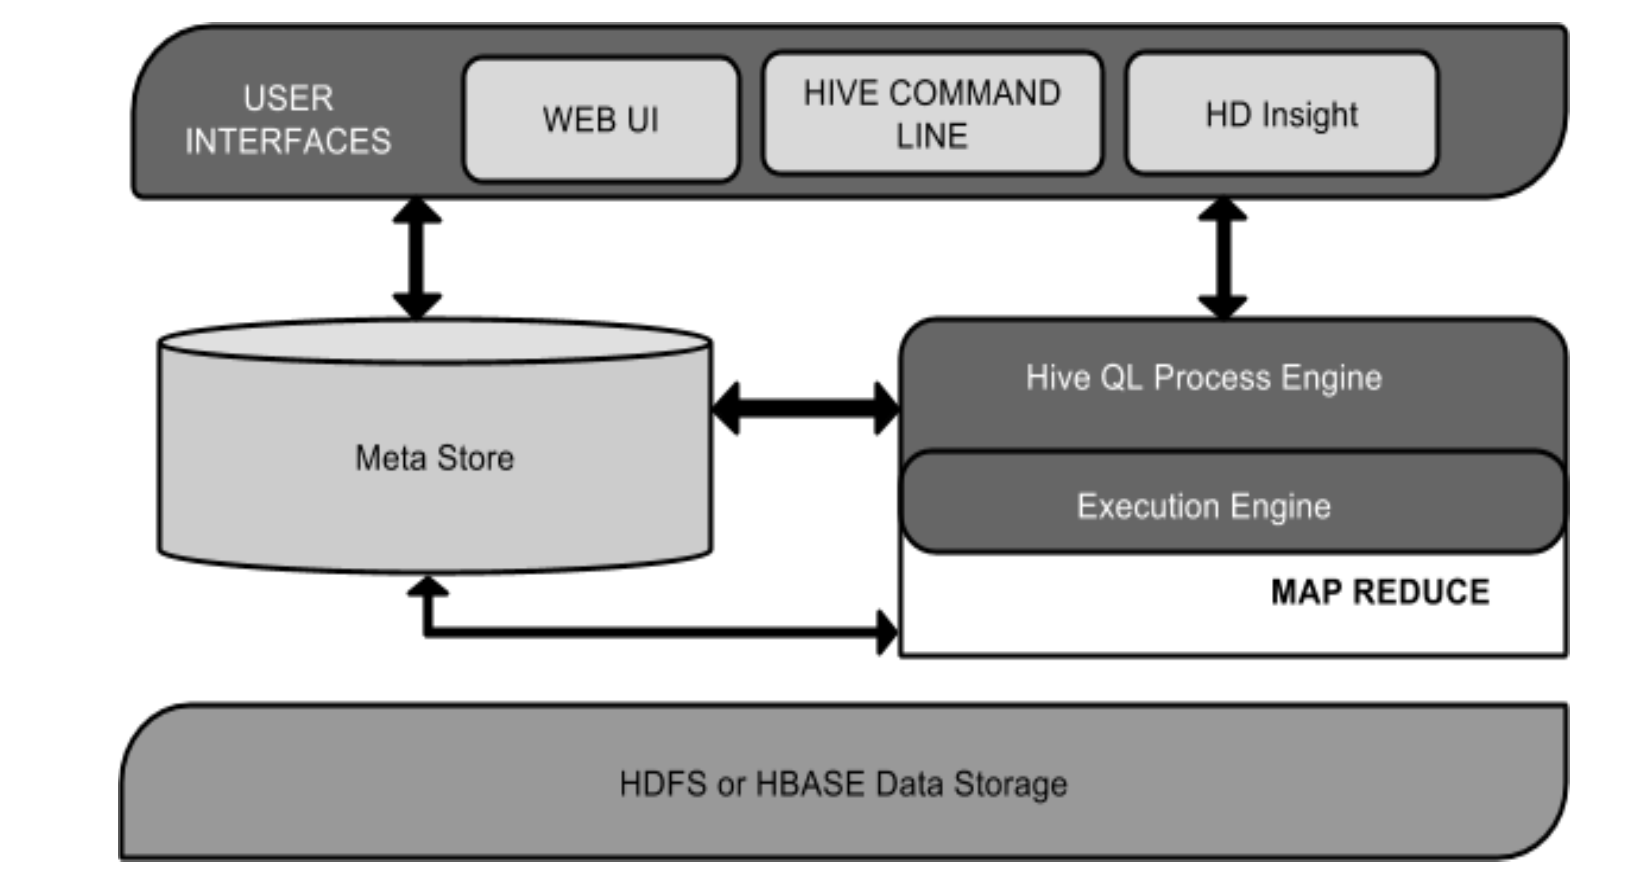 USER
INTERFACES
WEB UI
HIVE COMMAND
LINE
HD Insight
Meta Store
Hive QL Process Engine
Execution Engine
MAP REDUCE
HDFS or HBASE Data Storage